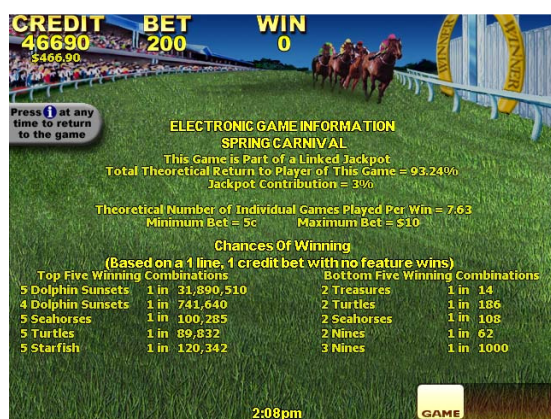 CREDIT BET WIN
46690 200 0
$466.90
WINNER
WINNER
Press i at any
time to return
to the game
ELECTRONIC GAME INFORMATION
SPRING CARNIVAL
This Game is Part of a Linked Jackpot
Total Theoretical Return to Player of This Game = 93.24%
Jackpot Contribution = 3%
Theoretical Number of Individual Games Played Per Win = 7.63
Minimum Bet = 5c Maximum Bet = $10
Chances Of Winning
(Based on a 1 line, 1 credit bet with no feature wins)
Top Five Winning Combinations Bottom Five Winning Combinations
5 Dolphin Sunsets 1 in 31,890,510 2 Treasures 1 in 14
4 Dolphin Sunsets 1 in 741,640 2 Turtles 1 in 186
5 Seahorses 1 in 100,285 2 Seahorses 1 in 108
5 Turtles 1 in 89,832 2 Nines 1 in 62
5 Starfish 1 in 120,342 3 Nines 1 in 1000
2:08pm
GAME